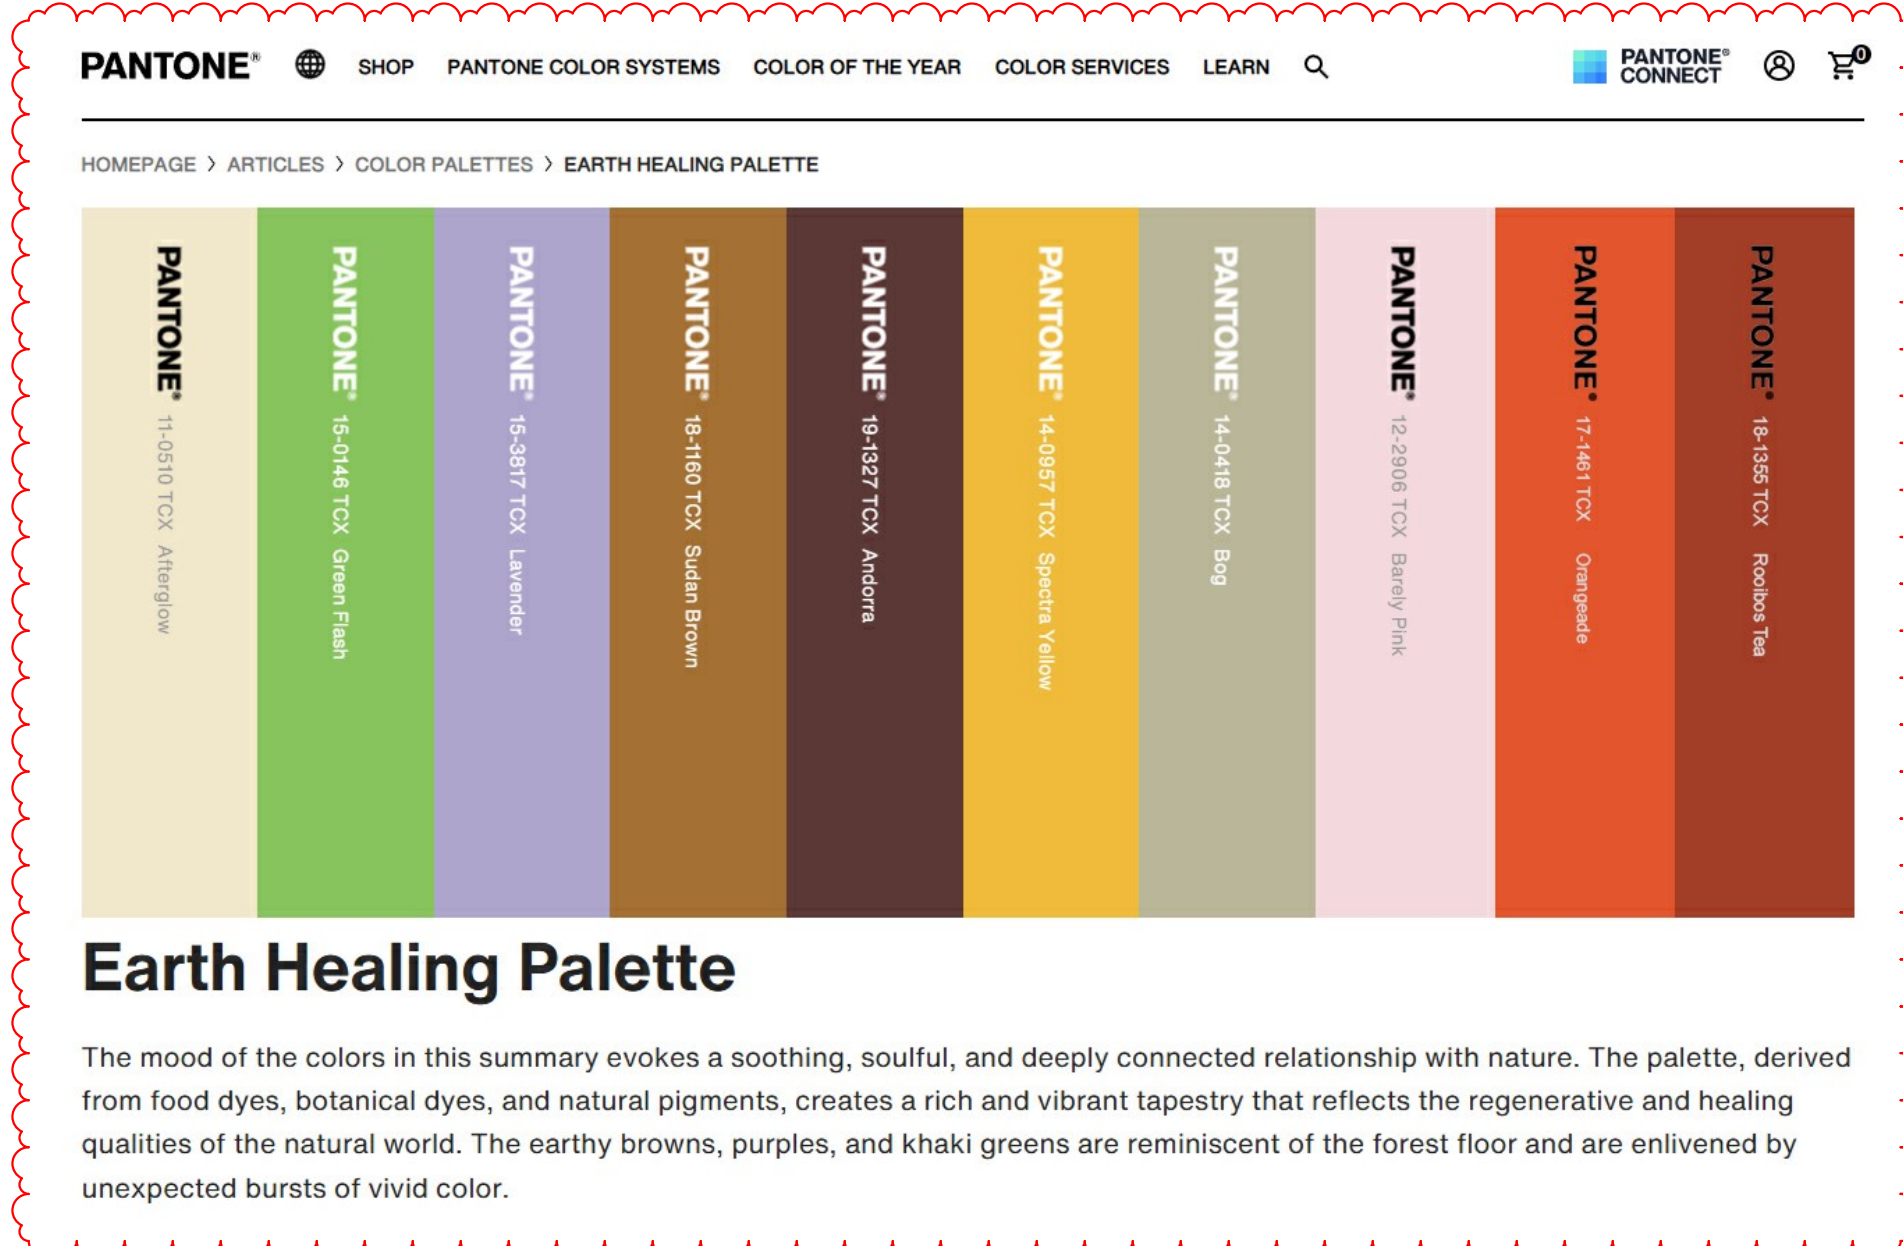 PANTONE®
SHOP
PANTONE COLOR SYSTEMS
COLOR OF THE YEAR
COLOR SERVICES
LEARN
PANTONE®
CONNECT
0
HOMEPAGE > ARTICLES > COLOR PALETTES > EARTH HEALING PALETTE
PANTONE® 11-0510 TCX Afterglow
PANTONE® 15-0146 TCX Green Flash
PANTONE® 15-3817 TCX Lavender
PANTONE® 18-1160 TCX Sudan Brown
PANTONE® 19-1327 TCX Andorra
PANTONE® 14-0957 TCX Spectra Yellow
PANTONE® 14-0418 TCX Bog
PANTONE® 12-2906 TCX Barely Pink
PANTONE® 17-1461 TCX Orangeade
PANTONE® 18-1355 TCX Rooibos Tea
Earth Healing Palette
The mood of the colors in this summary evokes a soothing, soulful, and deeply connected relationship with nature. The palette, derived
from food dyes, botanical dyes, and natural pigments, creates a rich and vibrant tapestry that reflects the regenerative and healing
qualities of the natural world. The earthy browns, purples, and khaki greens are reminiscent of the forest floor and are enlivened by
unexpected bursts of vivid color.